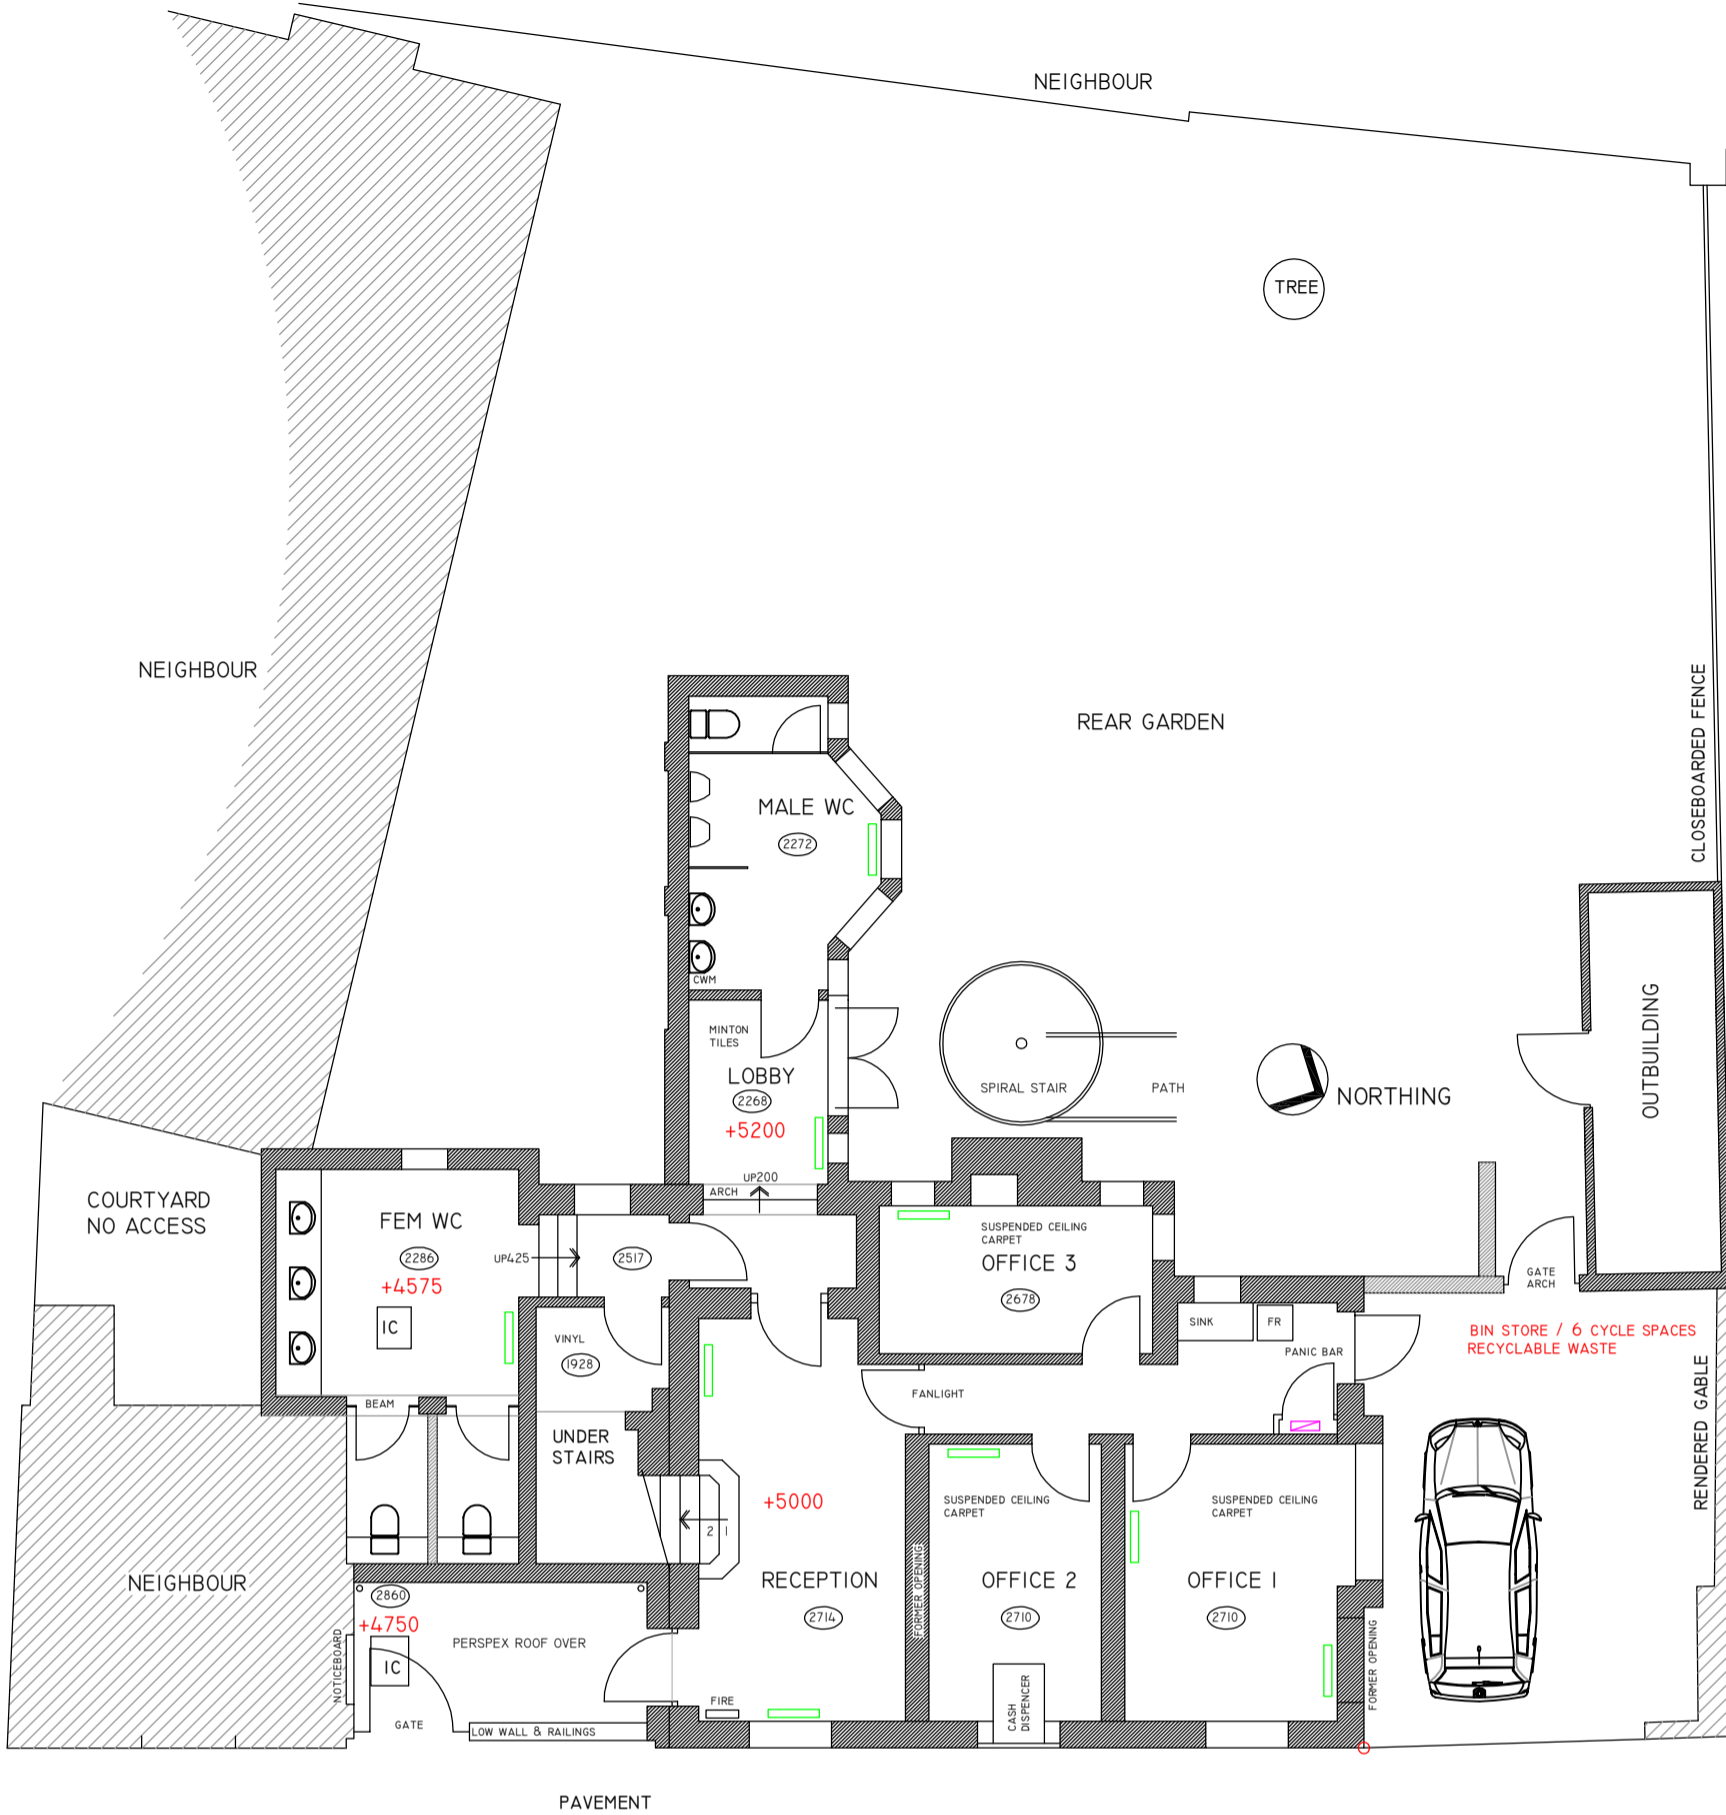 NEIGHBOUR
TREE
NEIGHBOUR
CLOSEBOARDED FENCE
REAR GARDEN
MALE WC
2272
CWM
MINTON
TILES
LOBBY
2268
+5200
SPIRAL STAIR
PATH
NORTHING
OUTBUILDING
UP200
ARCH
COURTYARD
NO ACCESS
FEM WC
2286
+4575
IC
UP425
2517
SUSPENDED CEILING
CARPET
OFFICE 3
2678
GATE
ARCH
SINK
FR
PANIC BAR
BIN STORE / 6 CYCLE SPACES
RECYCLABLE WASTE
VINYL
1928
FANLIGHT
BEAM
UNDER
STAIRS
RENDERED GABLE
+5000
2 1
SUSPENDED CEILING
CARPET
SUSPENDED CEILING
CARPET
NEIGHBOUR
RECEPTION
2714
FORMER OPENING
OFFICE 2
2710
OFFICE 1
2710
2860
+4750
NOTICEBOARD
IC
PERSPEX ROOF OVER
FORMER OPENING
FIRE
CASH
DISPENCER
GATE
LOW WALL & RAILINGS
PAVEMENT